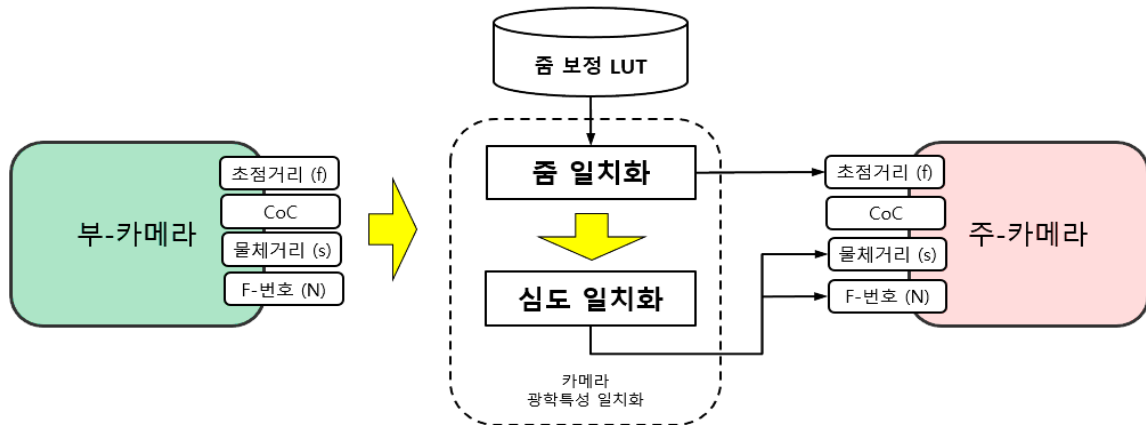 줌 보정 LUT
부-카메라
초점거리 (f)
CoC
물체거리 (s)
F-번호 (N)
줌 일치화
심도 일치화
카메라
광학특성 일치화
초점거리 (f)
CoC
물체거리 (s)
F-번호 (N)
주-카메라